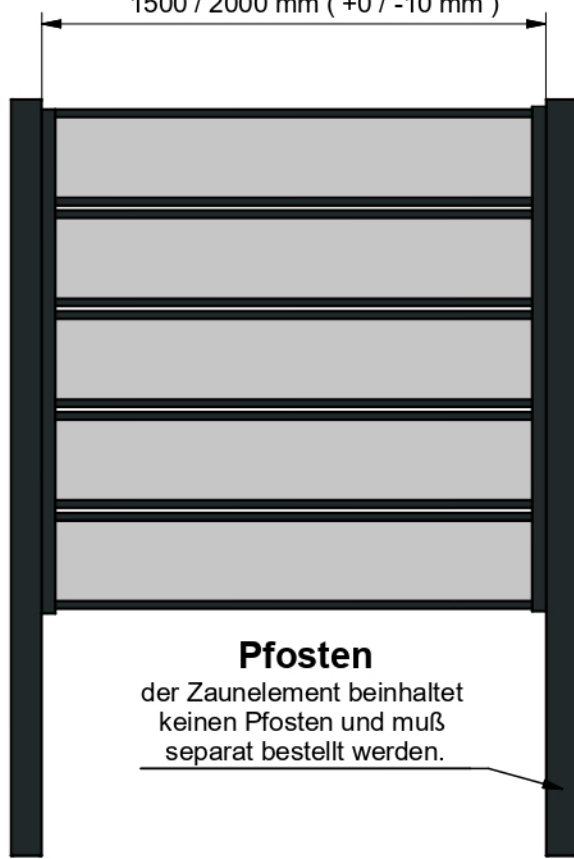 1500 / 2000 mm ( +0 / -10 mm )
Pfosten
der Zaunelement beinhaltet
keinen Pfosten und muß
separat bestellt werden.